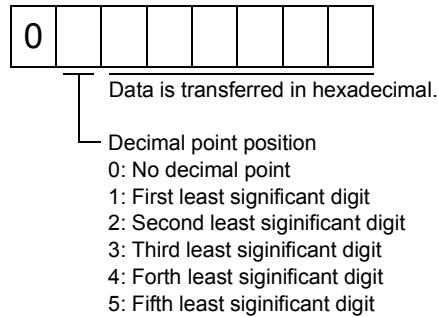 0
Data is transferred in hexadecimal.
Decimal point position
0: No decimal point
1: First least significant digit
2: Second least siginificant digit
3: Third least siginificant digit
4: Forth least siginificant digit
5: Fifth least siginificant digit